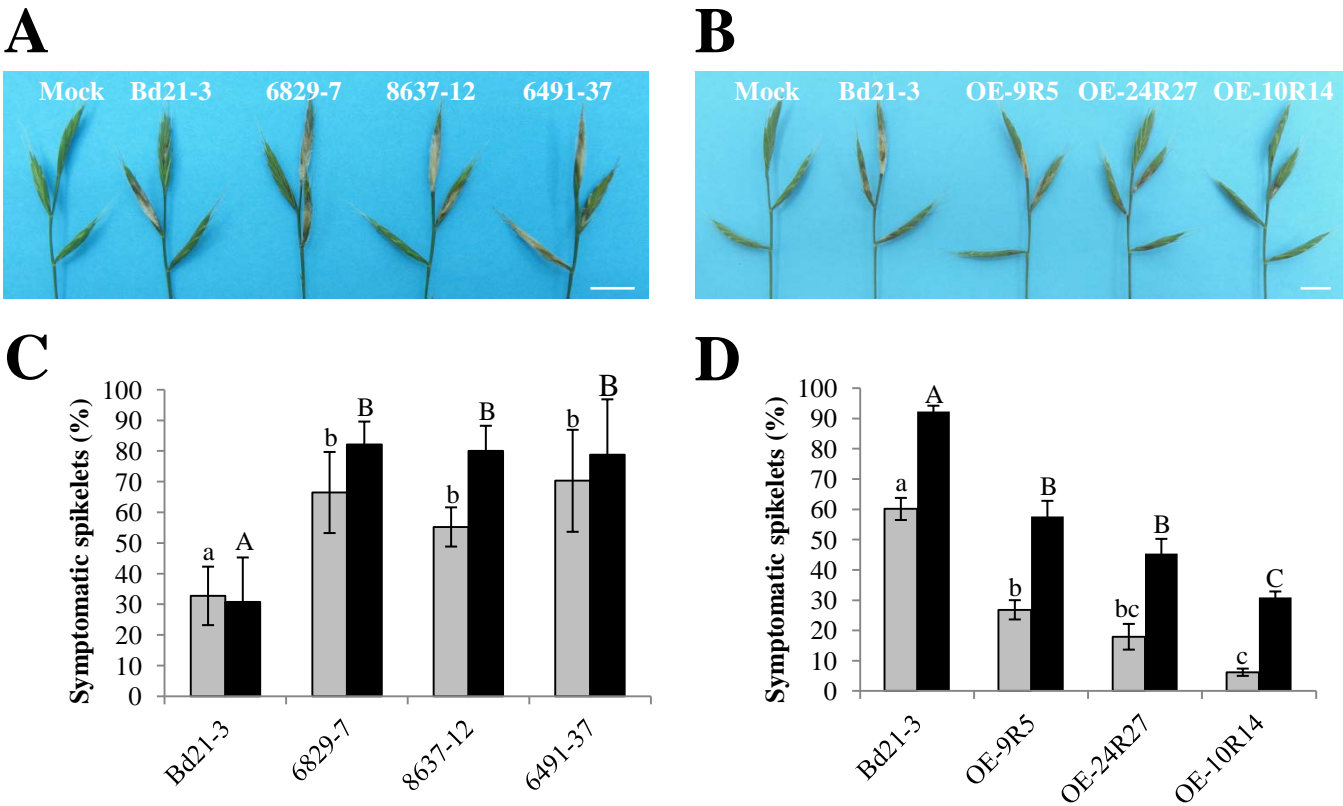 A
B
Mock Bd21-3 6829-7 8637-12 6491-37
Mock Bd21-3 OE-9R5 OE-24R27 OE-10R14
C
Symptomatic spikelets (%)
100
90
80
70
60
50
40
30
20
10
0
a A
b B
b B
b B
Bd21-3
6829-7
8637-12
6491-37
D
Symptomatic spikelets (%)
100
90
80
70
60
50
40
30
20
10
0
a A
b B
bc B
c C
Bd21-3
OE-9R5
OE-24R27
OE-10R14